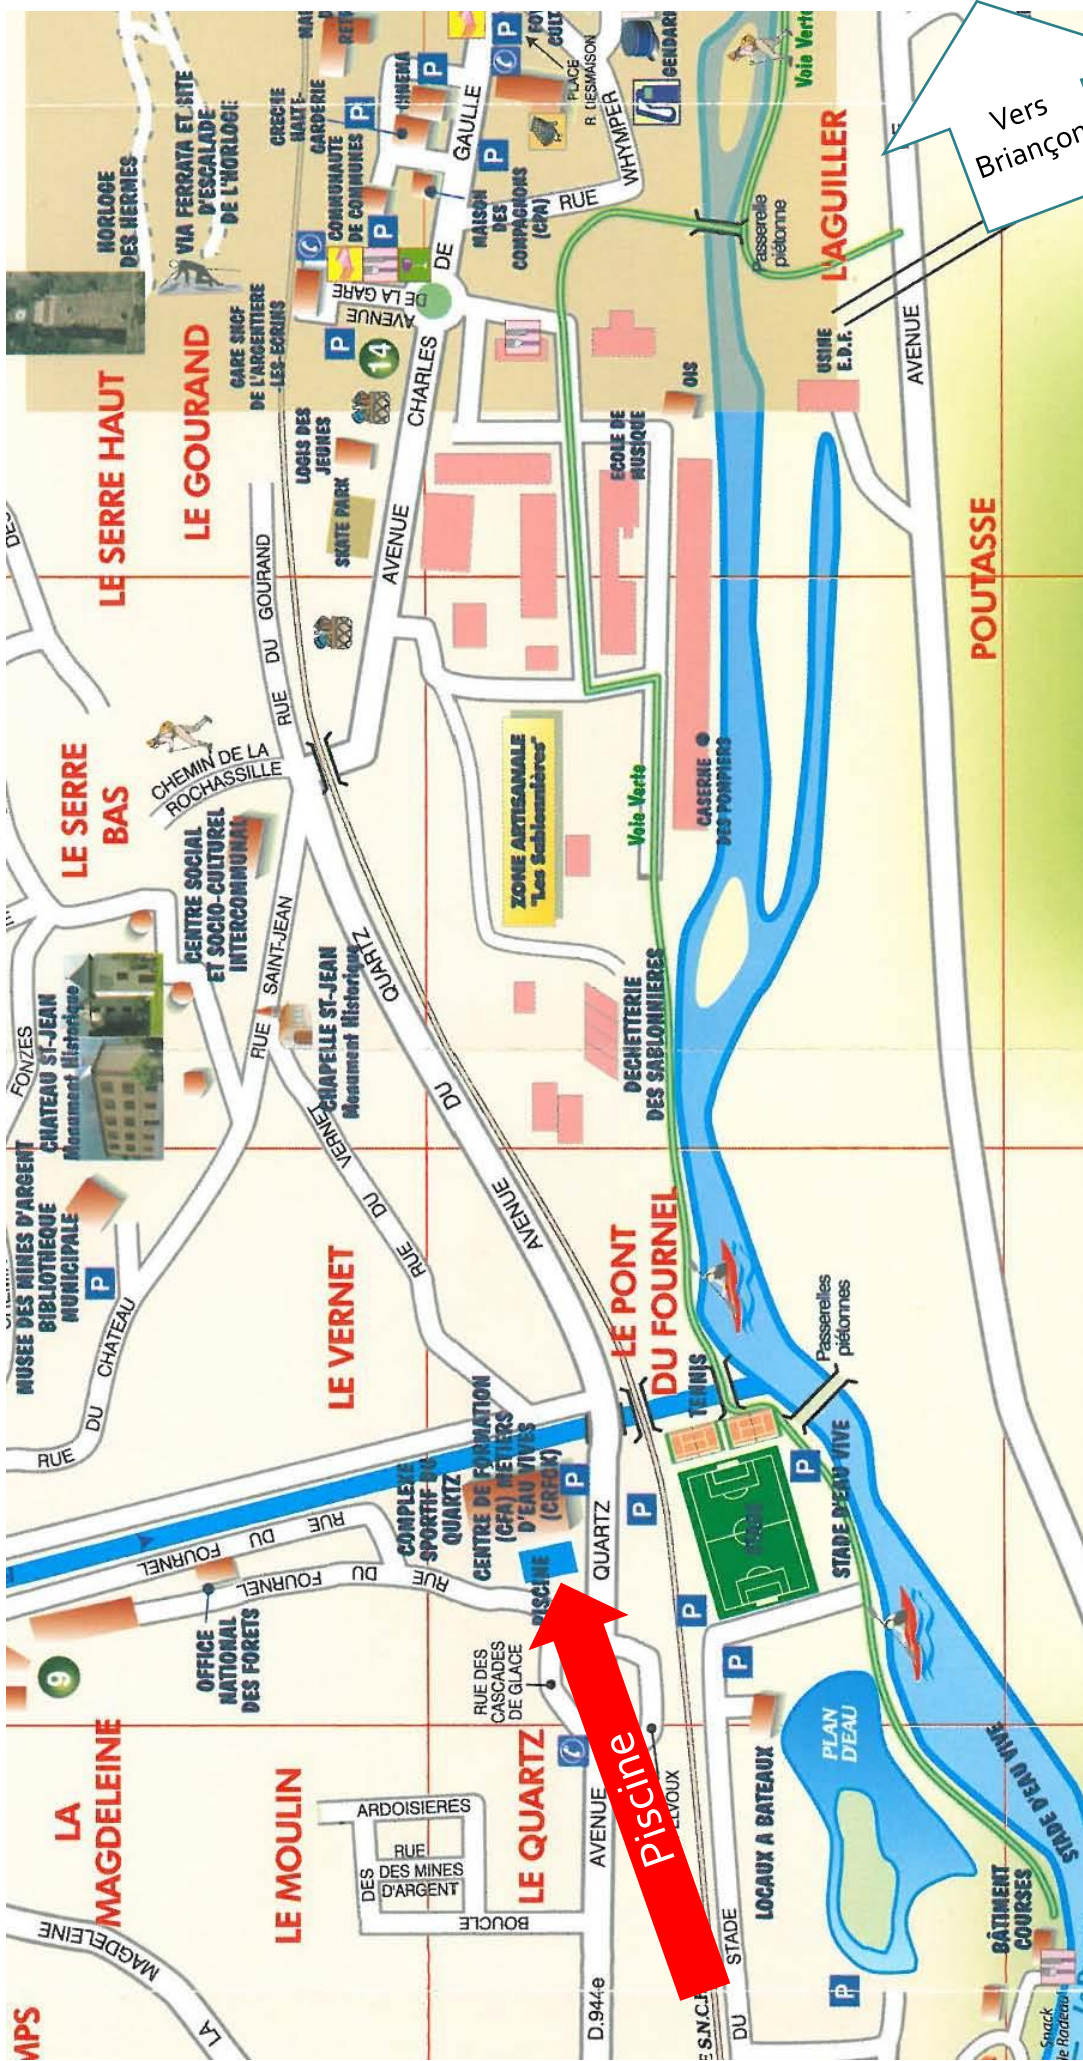 Vers
Briançon
Piscine
HORLOGE
DES HERMES
VIA FERRATA ET SITE
D'ESCALADE
DE L'HORLOGE
CRECHE
HALTE-
GARDERIE
COMMUNAUTE
DE COMMUNES
CINEMA
P
P
P
P
P
GAULLE
DE
CHARLES
AVENUE
MAISON
DES
COMPAGNONS
(CPA)
RUE
WHYMPER
PLACE
R. DESMAISON
Voie Verte
L'AGUILLER
Passerelle
piétonne
AVENUE
DE LA GARE
GARE SNCF
DE L'ARGENTIERE
-LES-ECRINS
P
14
LE SERRE HAUT
LE GOURAND
LOGIS DES
JEUNES
SKATE PARK
OIS
ECOLE DE
MUSIQUE
USINE
E.D.F.
AVENUE
POUTASSE
RUE DU GOURAND
CHEMIN DE LA
ROCHASSILLE
LE SERRE
BAS
CENTRE SOCIAL
ET SOCIO-CULTUREL
INTERCOMMUNAL
RUE SAINT-JEAN
ZONE ARTISANALE
"Les Sablonnières"
Voie Verte
CASERNE
DES POMPIERS
FONZES
CHATEAU ST-JEAN
Monument Historique
CHAPELLE ST-JEAN
Monument Historique
AVENUE DU QUARTZ
DECHETTERIE
DES SABLONNIERES
MUSEE DES MINES D'ARGENT
BIBLIOTHEQUE
MUNICIPALE
P
RUE DU CHATEAU
RUE DU VERNET
LE VERNET
LE PONT
DU FOURNEL
TENNIS
Passerelles
piétonnes
COMPLEXE
SPORTIF DU
QUARTZ
CENTRE DE FORMATION
(CFA) METIERS
D'EAU VIVES
(CRFCK)
P
PISCINE
QUARTZ
P
P
P
STADE
STADE D'EAU VIVE
RUE DU FOURNEL
RUE DU FOURNEL
OFFICE
NATIONAL
DES FORETS
9
RUE DES
CASCADES
DE GLACE
P
LA
MAGDELEINE
LE MOULIN
LE QUARTZ
AVENUE
D.944e
ARDOISIERES
RUE
DES MINES
D'ARGENT
DES
BOUCLE
LOCAUX A BATEAUX
PLAN
D'EAU
STADE D'EAU VIVE
BÂTIMENT
COURSES
P
STADE
DU
Snack
LA MAGDELEINE